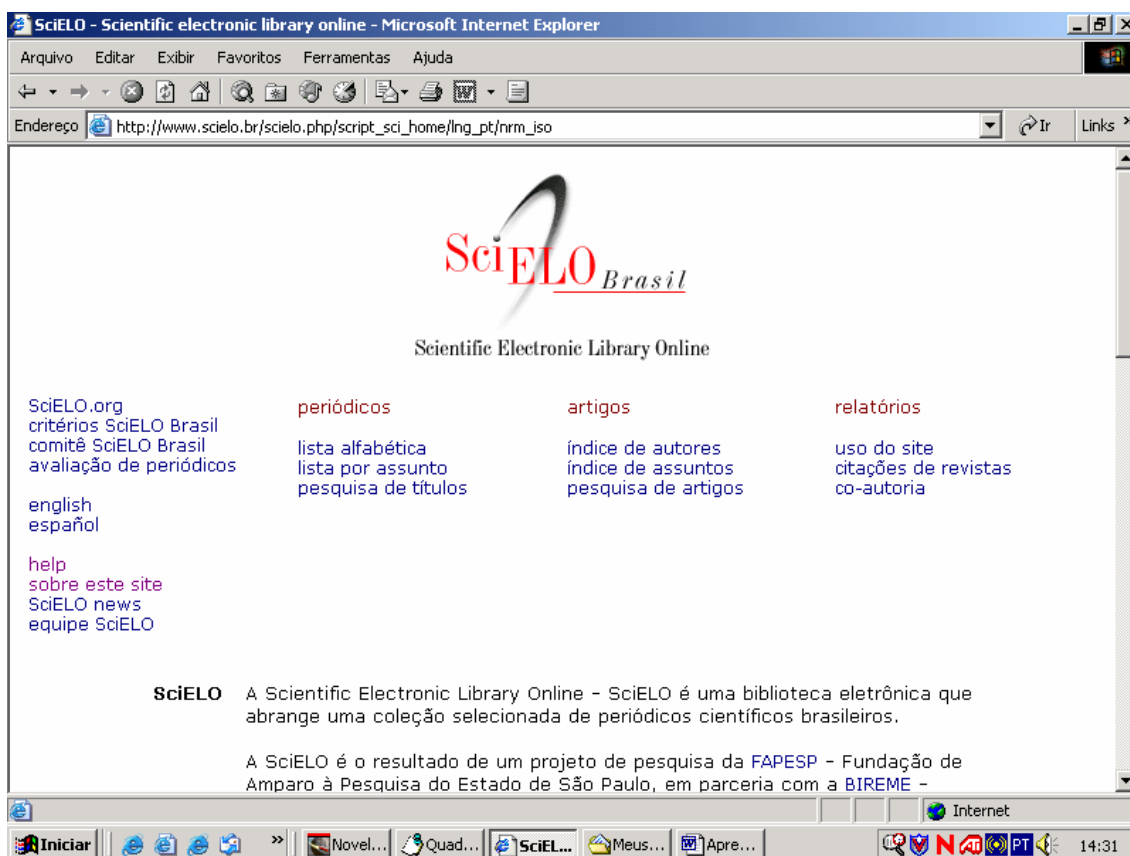 SciELO - Scientific electronic library online - Microsoft Internet Explorer
Arquivo Editar Exibir Favoritos Ferramentas Ajuda
Endereço http://www.scielo.br/scielo.php/script_sci_home/lng_pt/nrm_iso Ir Links »
SciELO Brasil
Scientific Electronic Library Online
SciELO.org
critérios SciELO Brasil
comitê SciELO Brasil
avaliação de periódicos
english
español
help
sobre este site
SciELO news
equipe SciELO
periódicos
lista alfabética
lista por assunto
pesquisa de títulos
artigos
índice de autores
índice de assuntos
pesquisa de artigos
relatórios
uso do site
citações de revistas
co-autoria
SciELO A Scientific Electronic Library Online - SciELO é uma biblioteca eletrônica que
abrange uma coleção selecionada de periódicos científicos brasileiros.
A SciELO é o resultado de um projeto de pesquisa da FAPESP - Fundação de
Amparo à Pesquisa do Estado de São Paulo, em parceria com a BIREME -
Internet
Iniciar » Novel... Quad... SciEL... Meus... Apre... PT 14:31